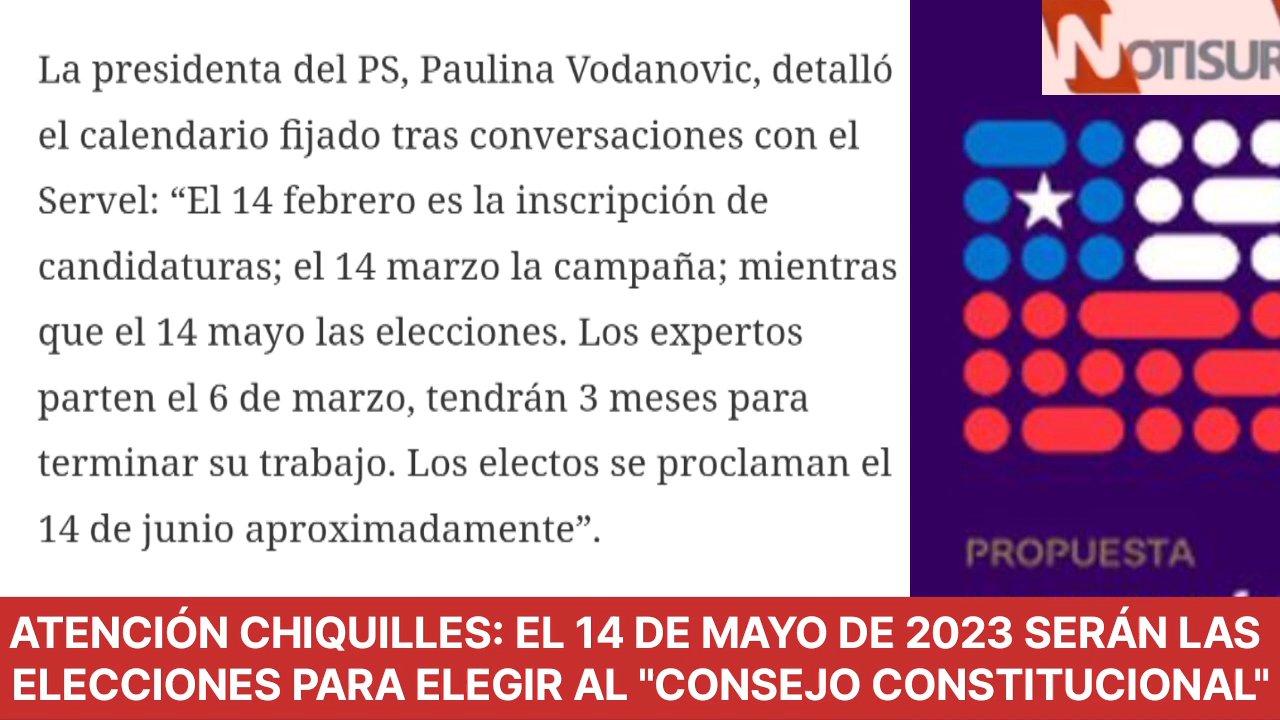 La presidenta del PS, Paulina Vodanovic, detalló
el calendario fijado tras conversaciones con el
Servel: “El 14 febrero es la inscripción de
candidaturas; el 14 marzo la campaña; mientras
que el 14 mayo las elecciones. Los expertos
parten el 6 de marzo, tendrán 3 meses para
terminar su trabajo. Los electos se proclaman el
14 de junio aproximadamente”.
NOTISUR
PROPUESTA
ATENCIÓN CHIQUILLES: EL 14 DE MAYO DE 2023 SERÁN LAS
ELECCIONES PARA ELEGIR AL "CONSEJO CONSTITUCIONAL"